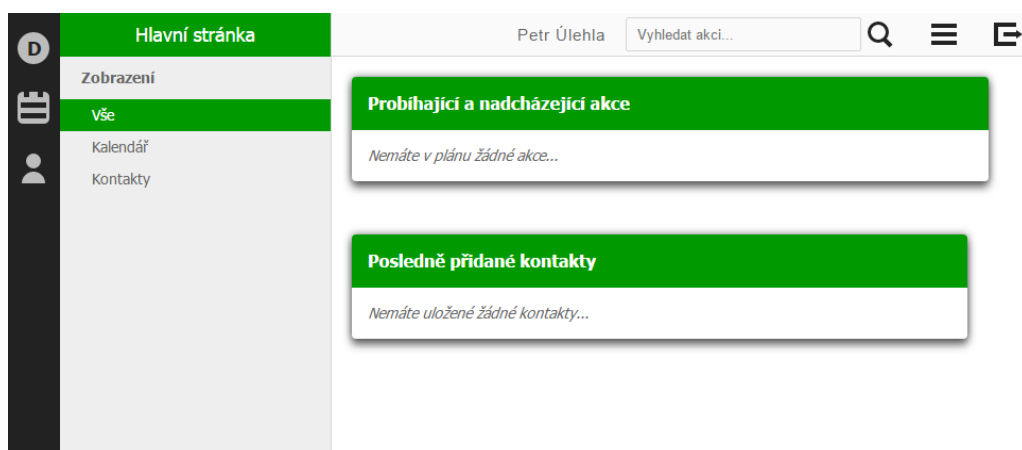 D
Hlavní stránka
Petr Úlehla
Vyhledat akci...
Zobrazení
Vše
Kalendář
Kontakty
Probíhající a nadcházející akce
Nemáte v plánu žádné akce...
Posledně přidané kontakty
Nemáte uložené žádné kontakty...